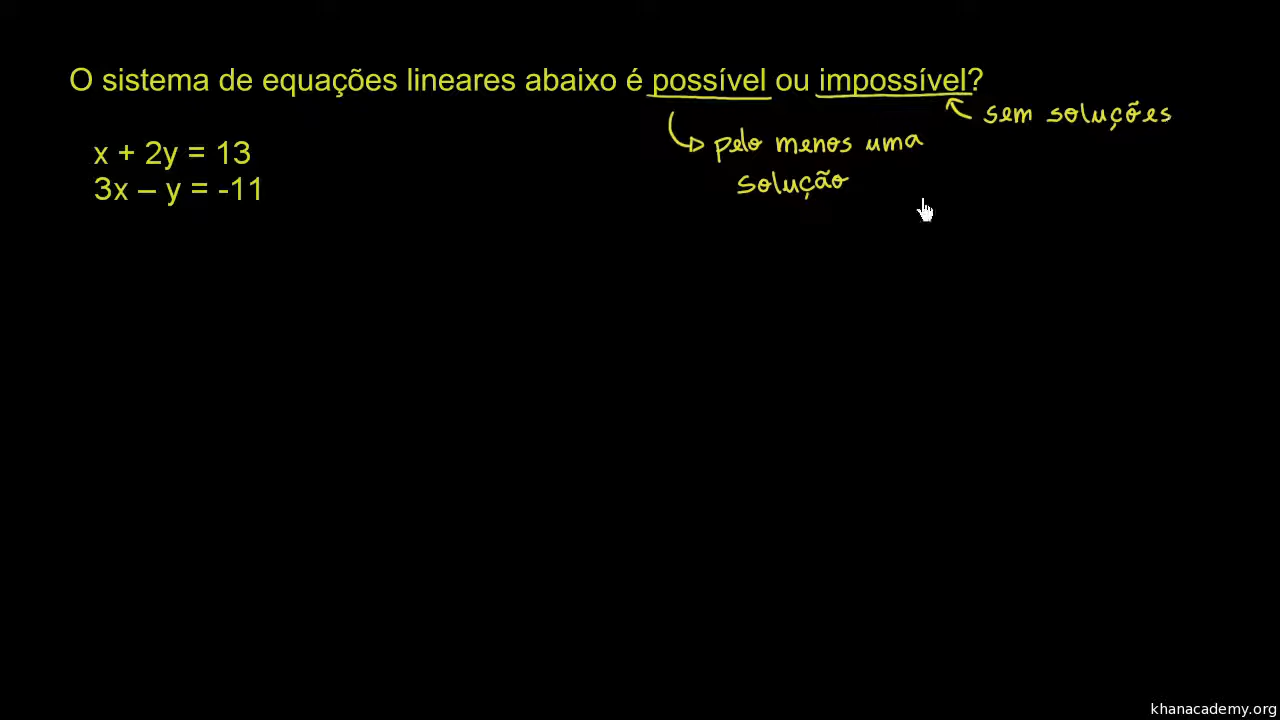 O sistema de equações lineares abaixo é possível ou impossível?
sem soluções
pelo menos uma
solução
x + 2y = 13
3x – y = -11
khanacademy.org